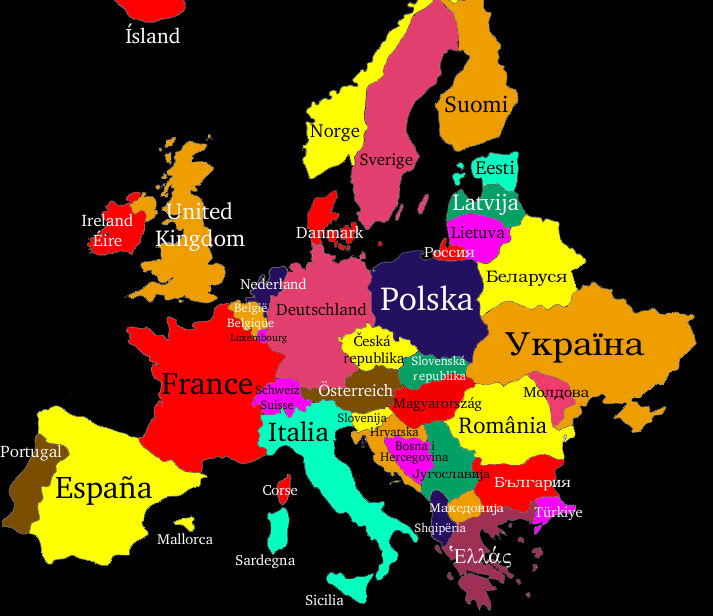 Ísland
Suomi
Norge
Sverige
Eesti
Latvija
Ireland
Éire
United
Kingdom
Danmark
Lietuva
Россия
Беларуся
Nederland
Polska
België
Belgique
Luxembourg
Deutschland
Česká
republika
Slovenská
republika
Україна
France
Schweiz
Suisse
Österreich
Magyarország
Молдова
România
Italia
Slovenija
Hrvatska
Bosna i
Hercegovina
Југославија
Portugal
España
Corse
България
Mallorca
Македонија
Türkiye
Shqipëria
Ἑλλάς
Sardegna
Sicilia